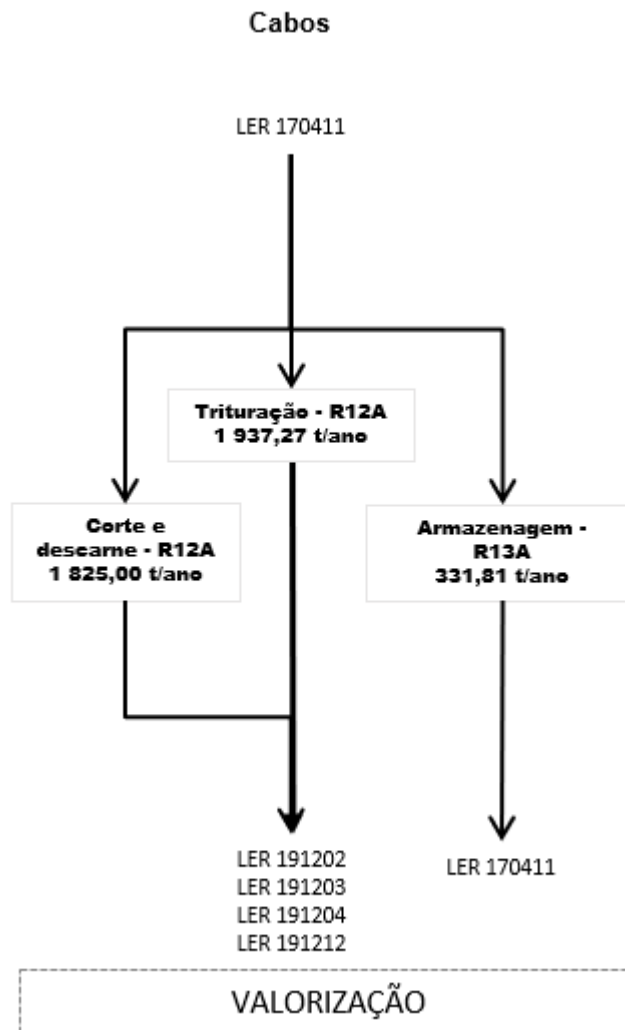 Cabos
LER 170411
Trituração - R12A
1 937,27 t/ano
Corte e
descarne - R12A
1 825,00 t/ano
Armazenagem -
R13A
331,81 t/ano
LER 191202
LER 191203
LER 191204
LER 191212
LER 170411
VALORIZAÇÃO